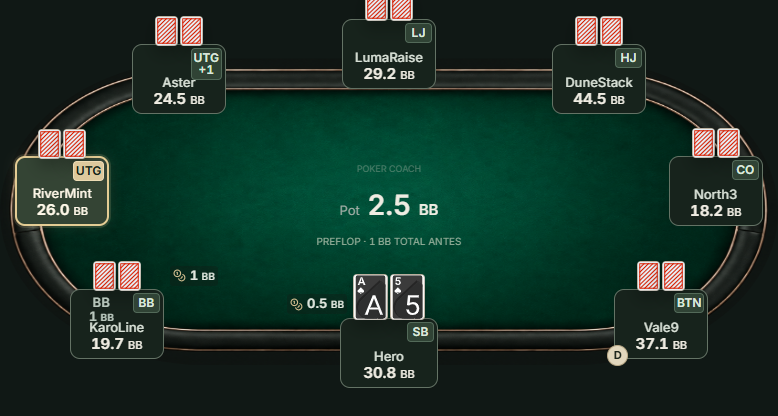 LJ
LumaRaise
29.2 BB
UTG
+1
Aster
24.5 BB
HJ
DuneStack
44.5 BB
UTG
RiverMint
26.0 BB
CO
North3
18.2 BB
POKER COACH
Pot 2.5 BB
PREFLOP · 1 BB TOTAL ANTES
1 BB
0.5 BB
A A
5 5
BB
1 BB
BB
KaroLine
19.7 BB
SB
Hero
30.8 BB
BTN
Vale9
37.1 BB
D